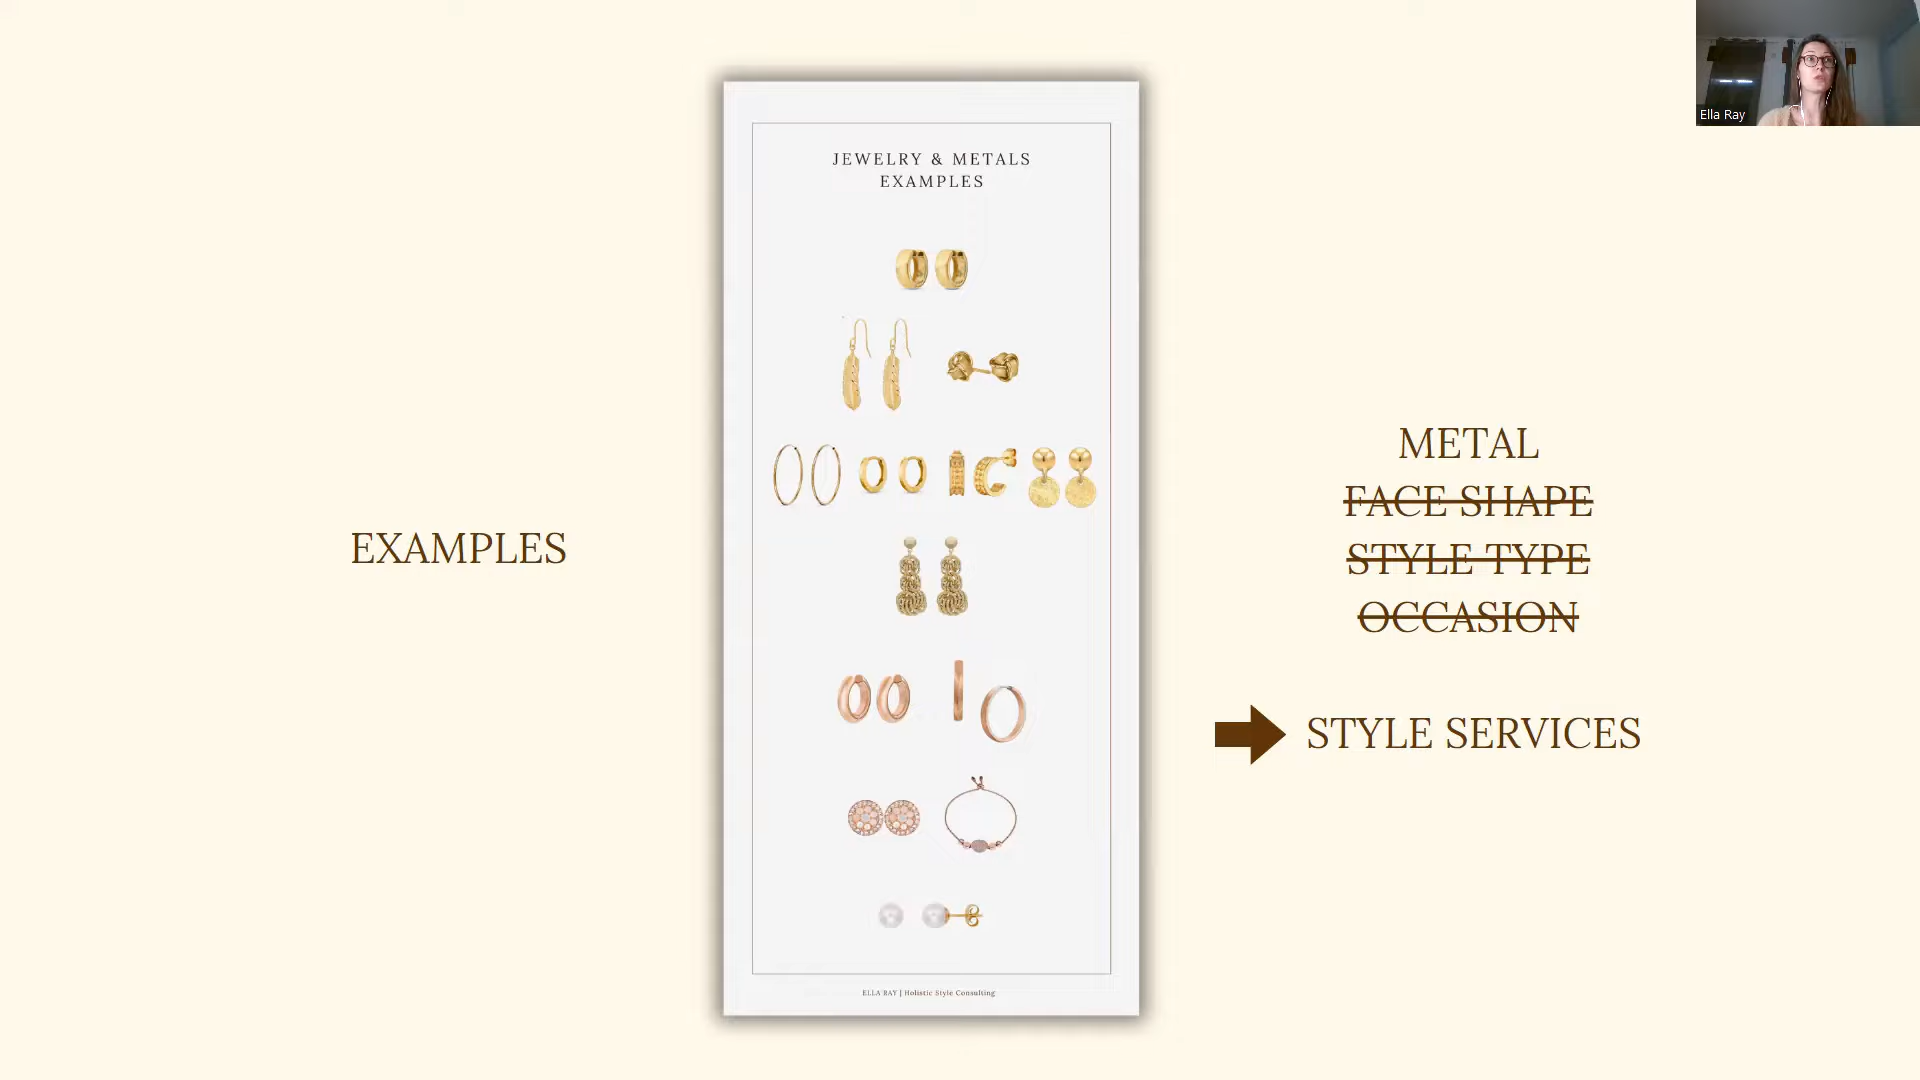 Ella Ray
JEWELRY & METALS
EXAMPLES
EXAMPLES
METAL
FACE SHAPE
STYLE TYPE
OCCASION
STYLE SERVICES
ELLA RAY | Holistic Style Consulting